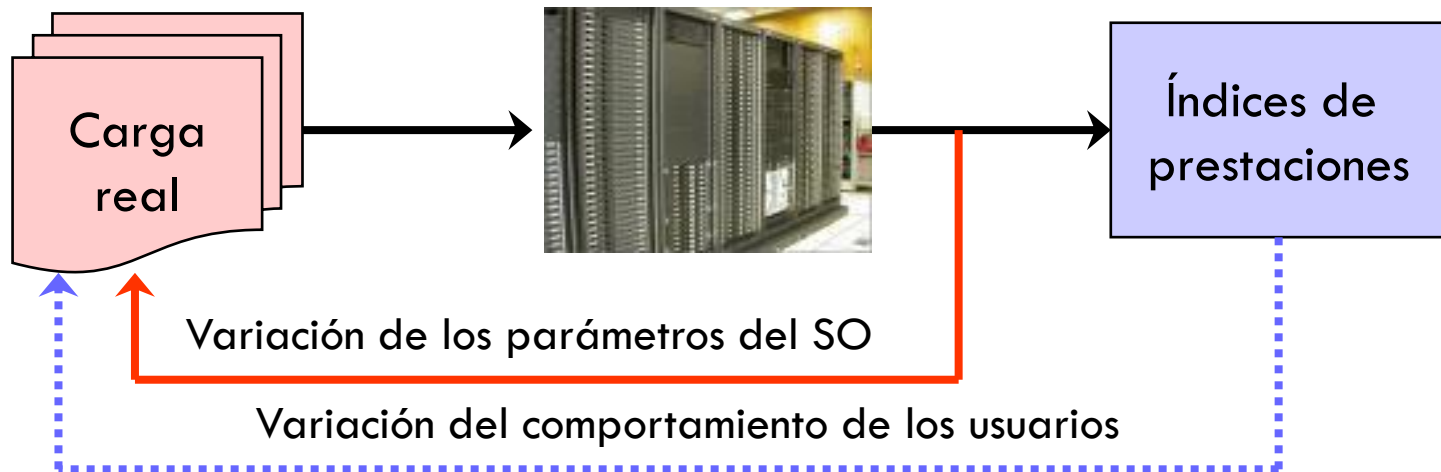 Carga
real
Índices de
prestaciones
Variación de los parámetros del SO
Variación del comportamiento de los usuarios